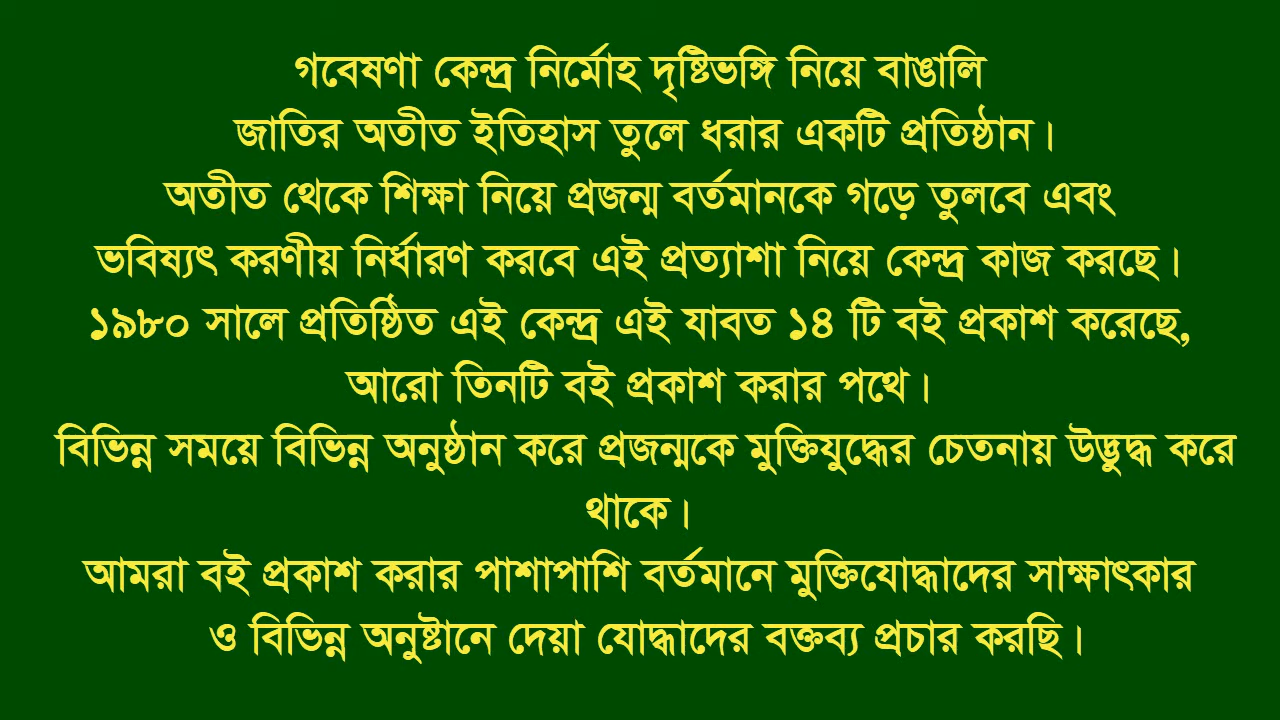 গবেষণা কেন্দ্র নির্মোহ দৃষ্টিভঙ্গি নিয়ে বাঙালি
জাতির অতীত ইতিহাস তুলে ধরার একটি প্রতিষ্ঠান।
অতীত থেকে শিক্ষা নিয়ে প্রজন্ম বর্তমানকে গড়ে তুলবে এবং
ভবিষ্যৎ করণীয় নির্ধারণ করবে এই প্রত্যাশা নিয়ে কেন্দ্র কাজ করছে।
১৯৮০ সালে প্রতিষ্ঠিত এই কেন্দ্র এই যাবত ১৪ টি বই প্রকাশ করেছে,
আরো তিনটি বই প্রকাশ করার পথে।
বিভিন্ন সময়ে বিভিন্ন অনুষ্ঠান করে প্রজন্মকে মুক্তিযুদ্ধের চেতনায় উদ্ভুদ্ধ করে
থাকে।
আমরা বই প্রকাশ করার পাশাপাশি বর্তমানে মুক্তিযোদ্ধাদের সাক্ষাৎকার
ও বিভিন্ন অনুষ্টানে দেয়া যোদ্ধাদের বক্তব্য প্রচার করছি।